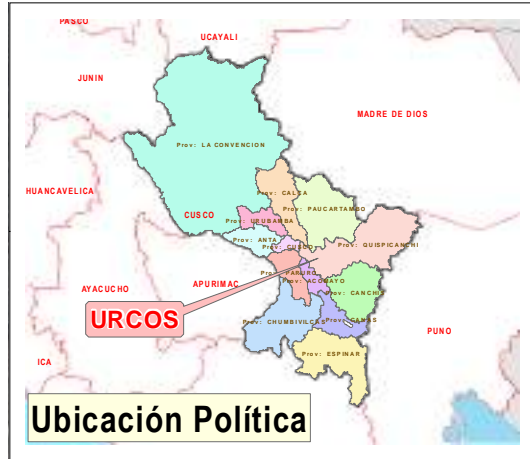 PASCO
UCAYALI
JUNIN
MADRE DE DIOS
Prov: LA CONVENCION
HUANCAVELICA
Prov: CALCA
Prov: PAUCARTAMBO
CUSCO
Prov: URUBAMBA
Prov: ANTA
Prov: CUSCO
Prov: QUISPICANCHI
Prov: PARURO
Prov: ACOMAYO
APURIMAC
AYACUCHO
Prov: CANCHIS
URCOS
Prov: CHUMBIVILCAS
Prov: CANAS
PUNO
Prov: ESPINAR
ICA
Ubicación Política